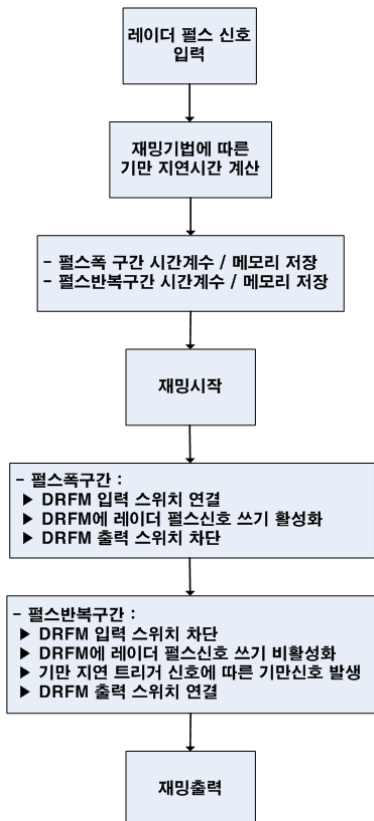 레이더 펄스 신호
입력
재밍기법에 따른
기만 지연시간 계산
- 펄스폭 구간 시간계수 / 메모리 저장
- 펄스반복구간 시간계수 / 메모리 저장
재밍시작
- 펄스폭구간 :
▶ DRFM 입력 스위치 연결
▶ DRFM에 레이더 펄스신호 쓰기 활성화
▶ DRFM 출력 스위치 차단
- 펄스반복구간 :
▶ DRFM 입력 스위치 차단
▶ DRFM에 레이더 펄스신호 쓰기 비활성화
▶ 기만 지연 트리거 신호에 따른 기만신호 발생
▶ DRFM 출력 스위치 연결
재밍출력